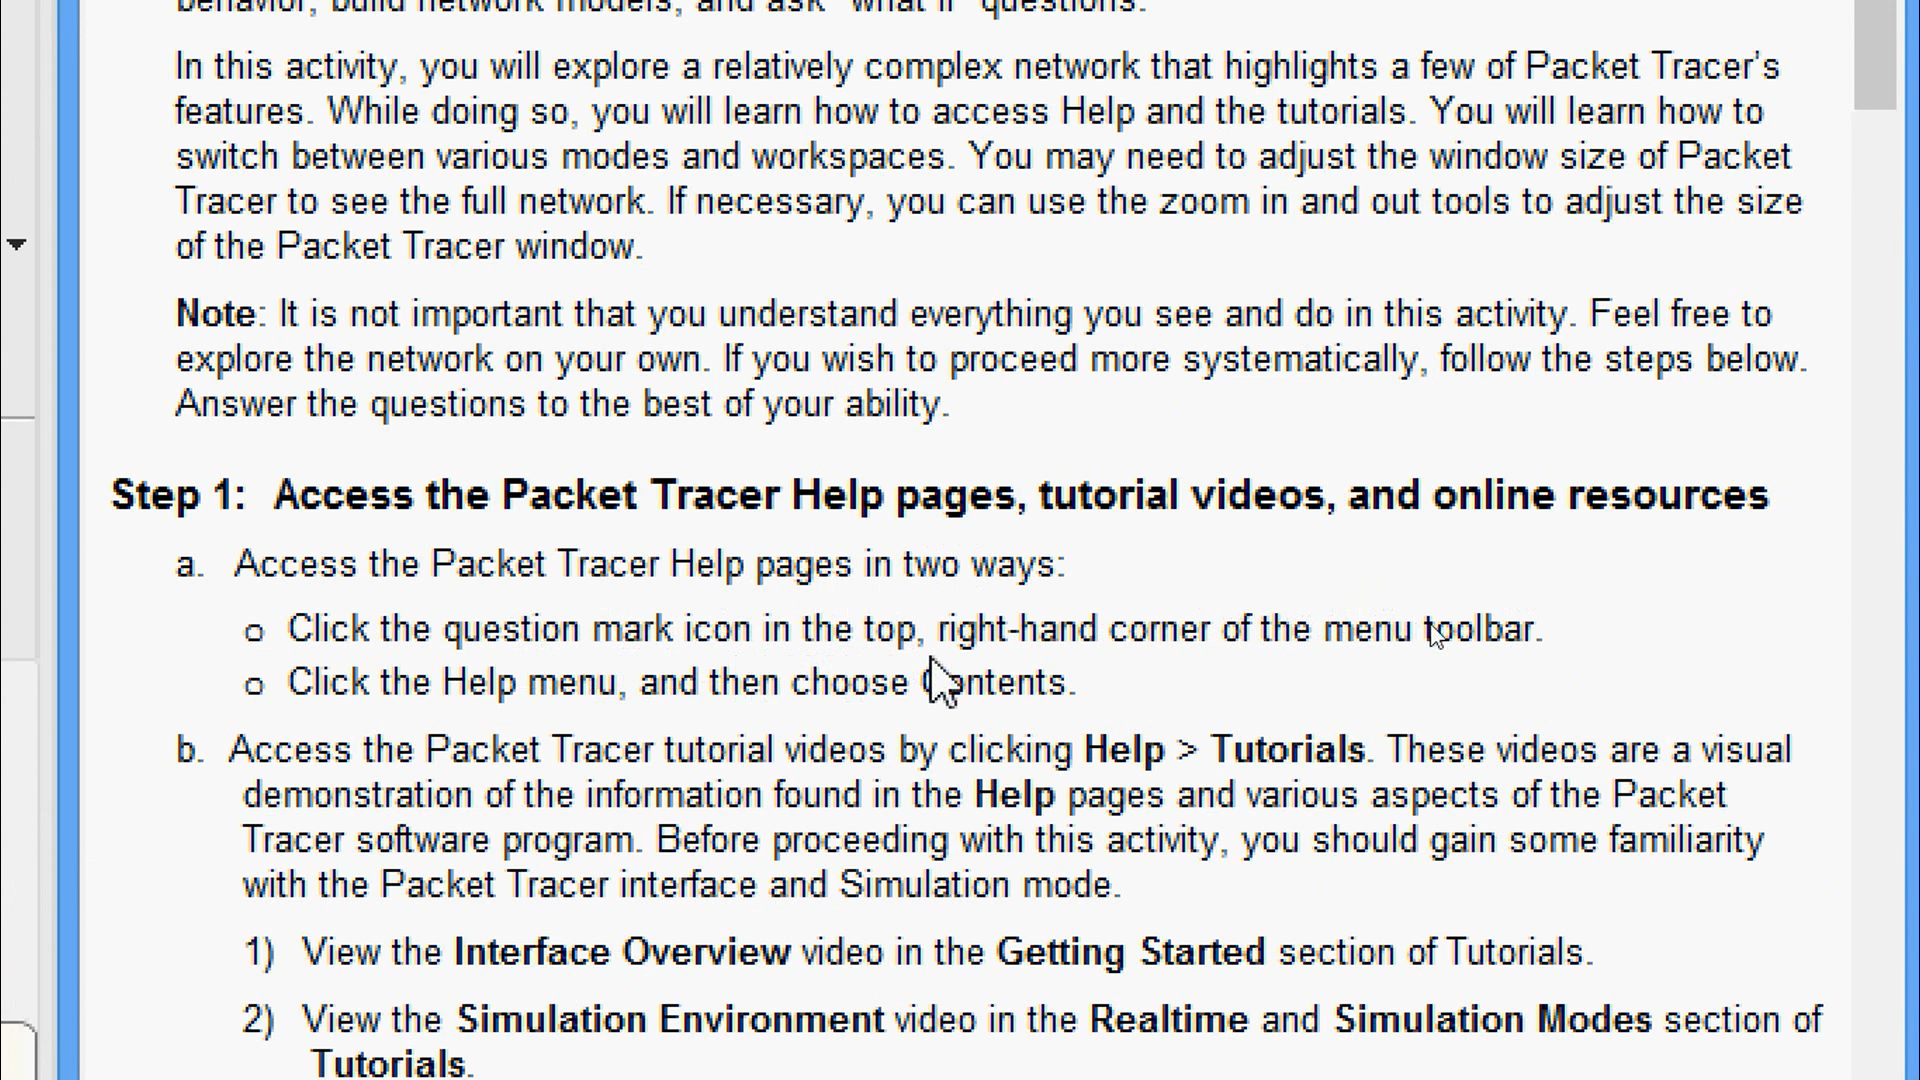 behavior, build network models, and ask "what if" questions.
In this activity, you will explore a relatively complex network that highlights a few of Packet Tracer's
features. While doing so, you will learn how to access Help and the tutorials. You will learn how to
switch between various modes and workspaces. You may need to adjust the window size of Packet
Tracer to see the full network. If necessary, you can use the zoom in and out tools to adjust the size
of the Packet Tracer window.
Note: It is not important that you understand everything you see and do in this activity. Feel free to
explore the network on your own. If you wish to proceed more systematically, follow the steps below.
Answer the questions to the best of your ability.
Step 1: Access the Packet Tracer Help pages, tutorial videos, and online resources
a. Access the Packet Tracer Help pages in two ways:
o Click the question mark icon in the top, right-hand corner of the menu toolbar.
o Click the Help menu, and then choose Contents.
b. Access the Packet Tracer tutorial videos by clicking Help > Tutorials. These videos are a visual
demonstration of the information found in the Help pages and various aspects of the Packet
Tracer software program. Before proceeding with this activity, you should gain some familiarity
with the Packet Tracer interface and Simulation mode.
1) View the Interface Overview video in the Getting Started section of Tutorials.
2) View the Simulation Environment video in the Realtime and Simulation Modes section of
Tutorials.